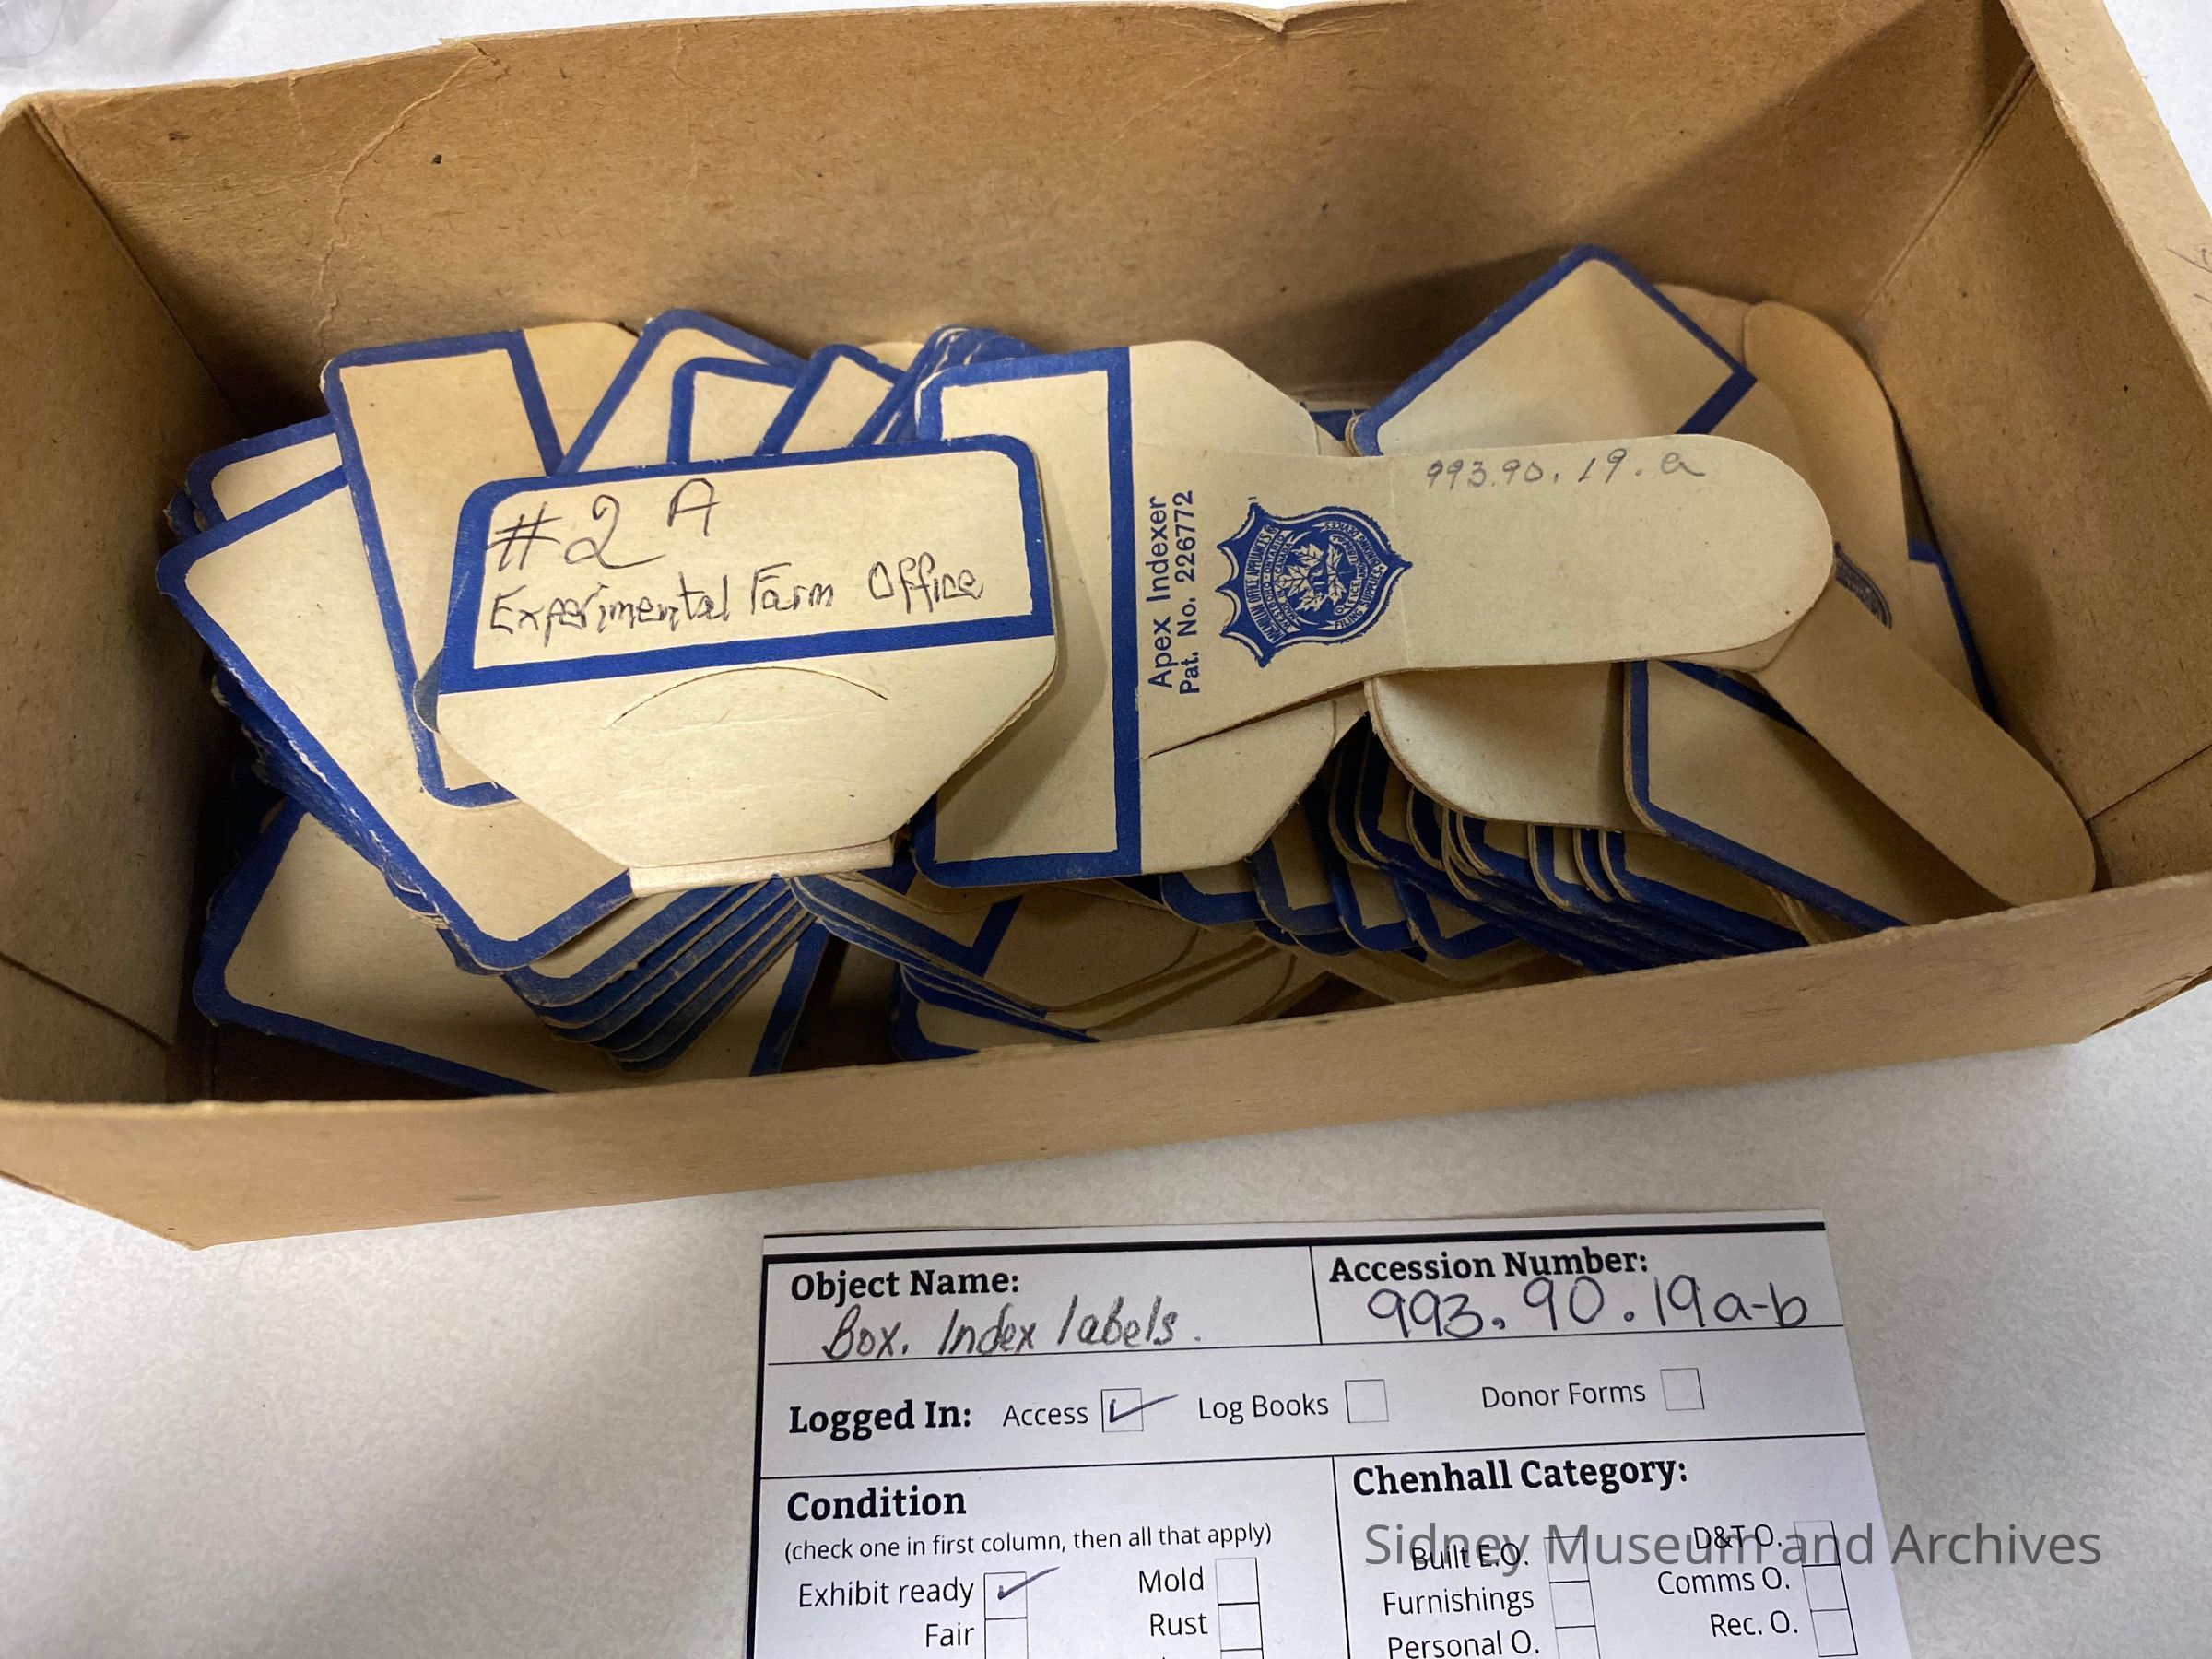 #2 A
Experimental Farm Office
Apex Indexer
Pat. No. 226772
993.90.19.a
Object Name:
Box. Index labels.
Accession Number:
993.90.19a-b
Logged In: Access Log Books Donor Forms
Condition
(check one in first column, then all that apply)
Exhibit ready
Mold
Fair
Rust
Chenhall Category:
Built E.O.
D&T O.
Furnishings
Comms O.
Personal O.
Rec. O.
Sidney Museum and Archives